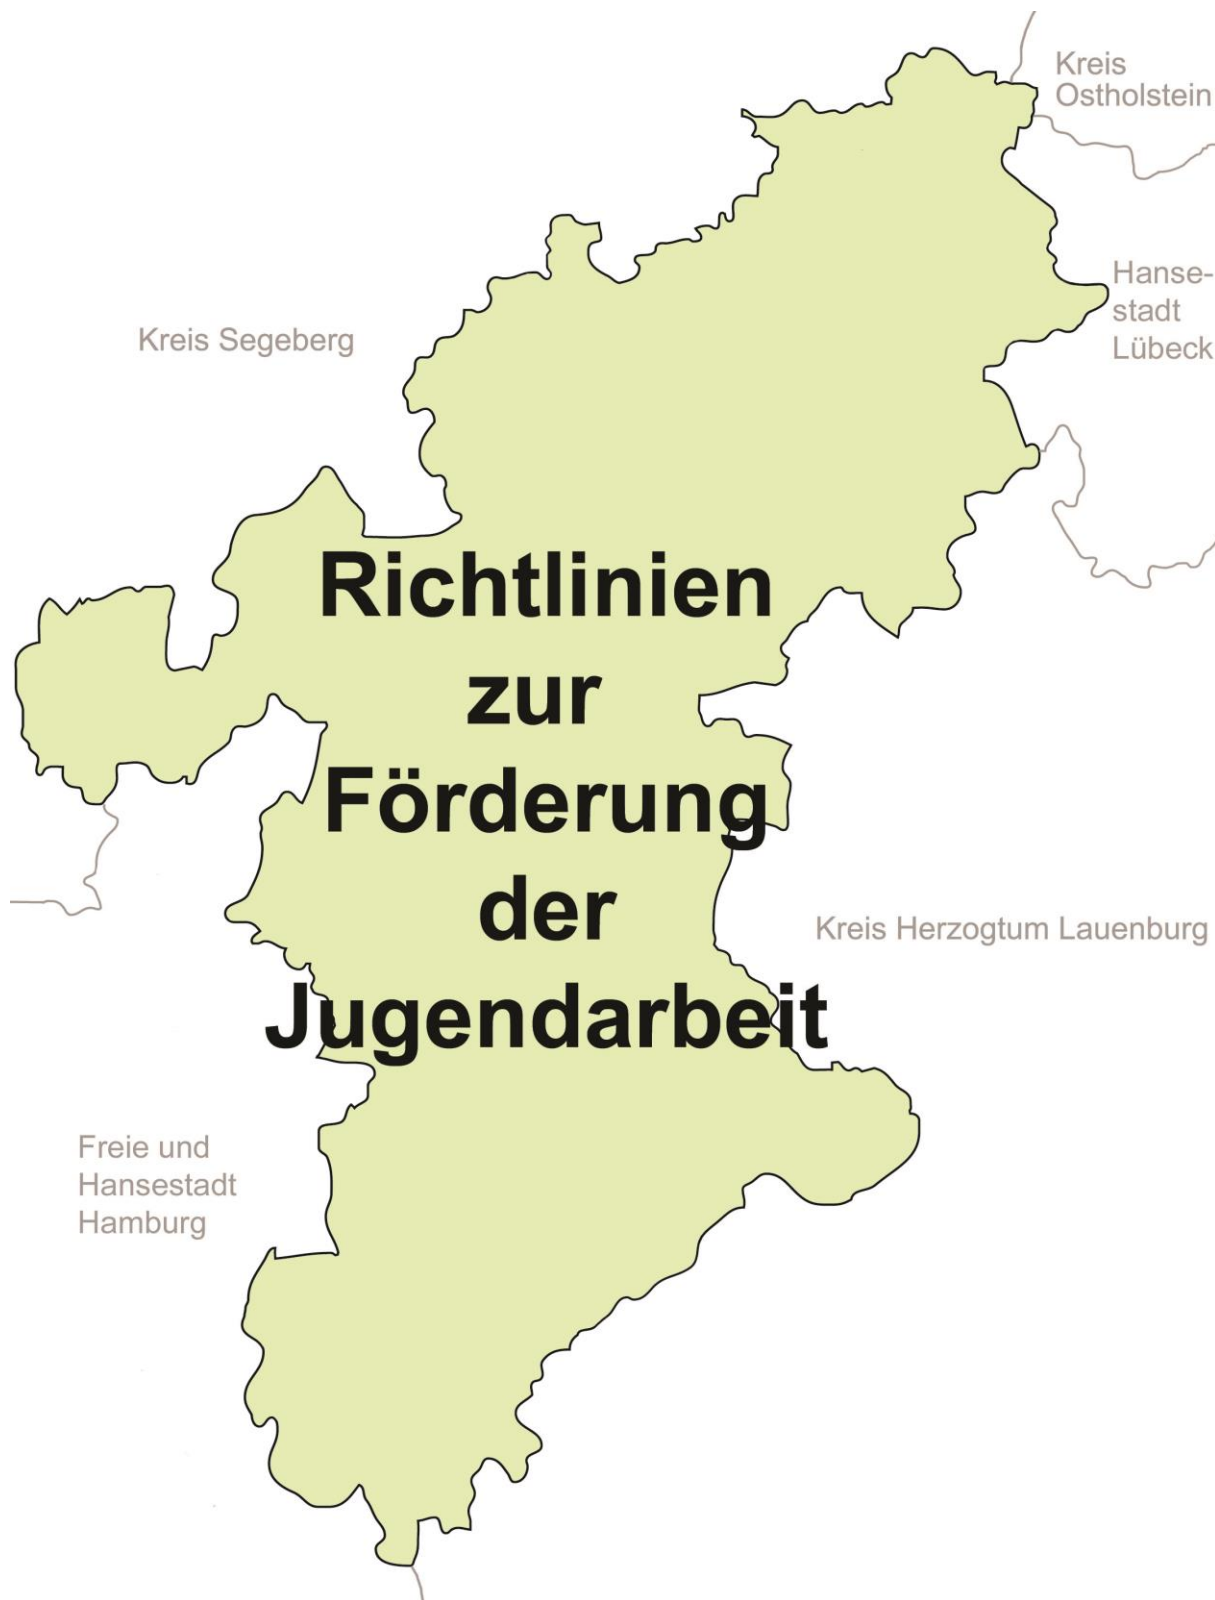 Kreis
Ostholstein
Hanse-
stadt
Lübeck
Kreis Segeberg
Richtlinien
zur
Förderung
der
Jugendarbeit
Kreis Herzogtum Lauenburg
Freie und
Hansestadt
Hamburg